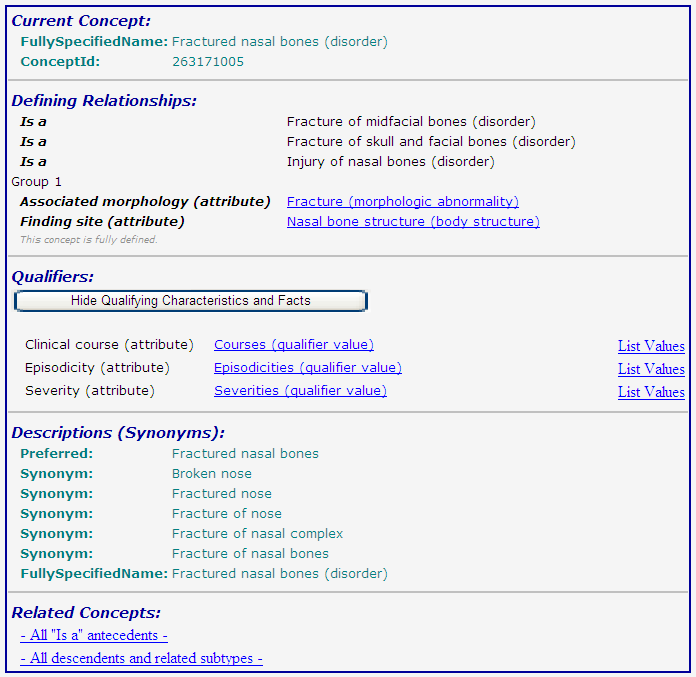 Current Concept:
FullySpecifiedName: Fractured nasal bones (disorder)
ConceptId: 263171005
Defining Relationships:
Is a Fracture of midfacial bones (disorder)
Is a Fracture of skull and facial bones (disorder)
Is a Injury of nasal bones (disorder)
Group 1
Associated morphology (attribute) Fracture (morphologic abnormality)
Finding site (attribute) Nasal bone structure (body structure)
This concept is fully defined.
Qualifiers:
Hide Qualifying Characteristics and Facts
Clinical course (attribute) Courses (qualifier value) List Values
Episodicity (attribute) Episodicities (qualifier value) List Values
Severity (attribute) Severities (qualifier value) List Values
Descriptions (Synonyms):
Preferred: Fractured nasal bones
Synonym: Broken nose
Synonym: Fractured nose
Synonym: Fracture of nose
Synonym: Fracture of nasal complex
Synonym: Fracture of nasal bones
FullySpecifiedName: Fractured nasal bones (disorder)
Related Concepts:
- All "Is a" antecedents -
- All descendents and related subtypes -